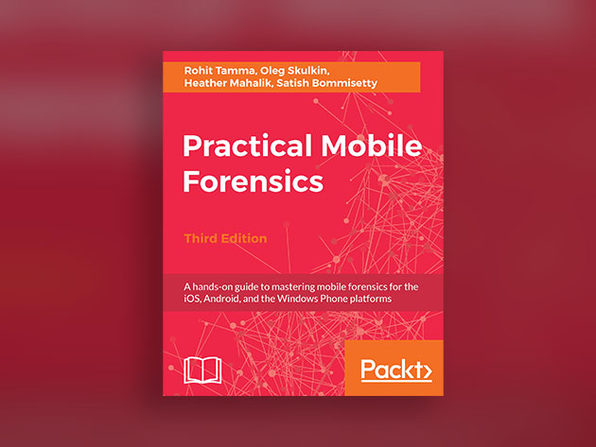 Rohit Tamma, Oleg Skulkin,
Heather Mahalik, Satish Bommisetty
Practical Mobile
Forensics
Third Edition
A hands-on guide to mastering mobile forensics for the
iOS, Android, and the Windows Phone platforms
Packt>